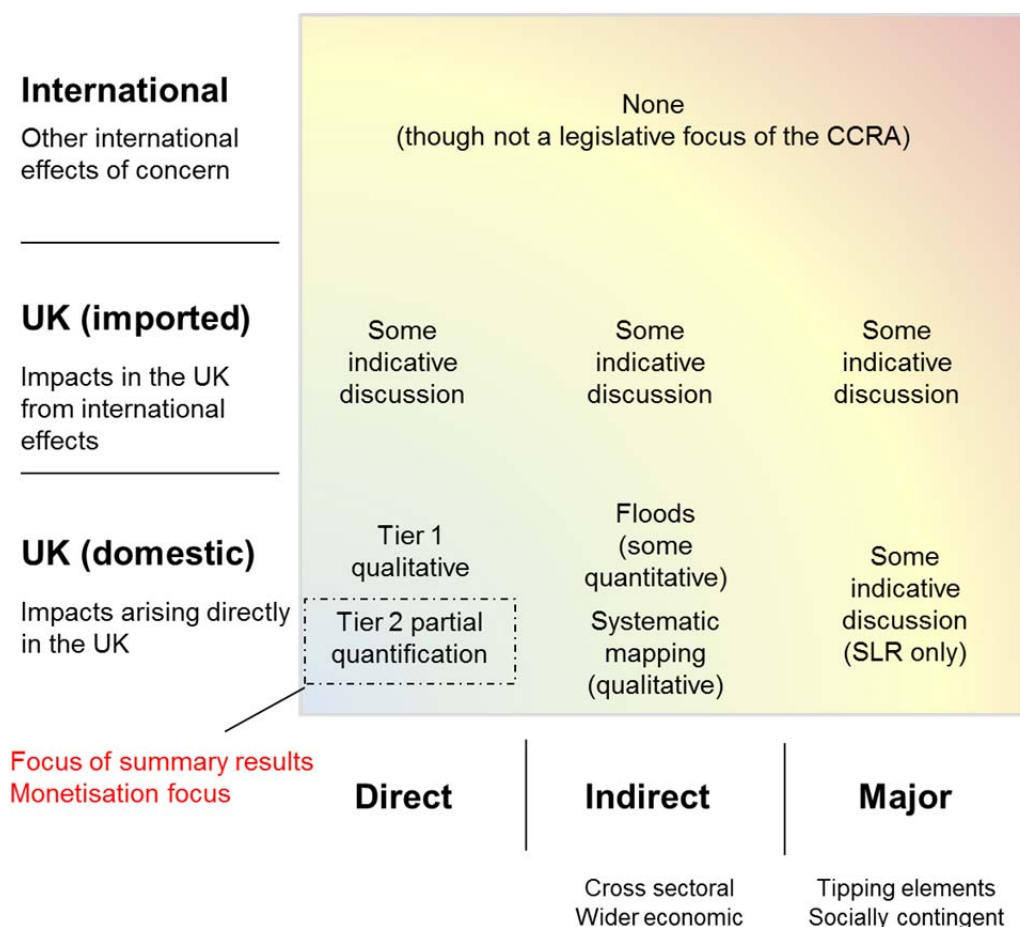 International
Other international
effects of concern
None
(though not a legislative focus of the CCRA)
UK (imported)
Impacts in the UK
from international
effects
Some
indicative
discussion
Some
indicative
discussion
Some
indicative
discussion
UK (domestic)
Impacts arising directly
in the UK
Tier 1
qualitative
Tier 2 partial
quantification
Floods
(some
quantitative)
Systematic
mapping
(qualitative)
Some
indicative
discussion
(SLR only)
Focus of summary results
Monetisation focus
Direct
Indirect
Major
Cross sectoral
Wider economic
Tipping elements
Socially contingent